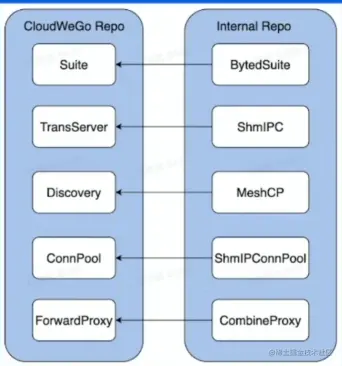 CloudWeGo Repo
Internal Repo
Suite
BytedSuite
TransServer
ShmIPC
Discovery
MeshCP
ConnPool
ShmIPConnPool
ForwardProxy
CombineProxy
@稀土掘金技术社区